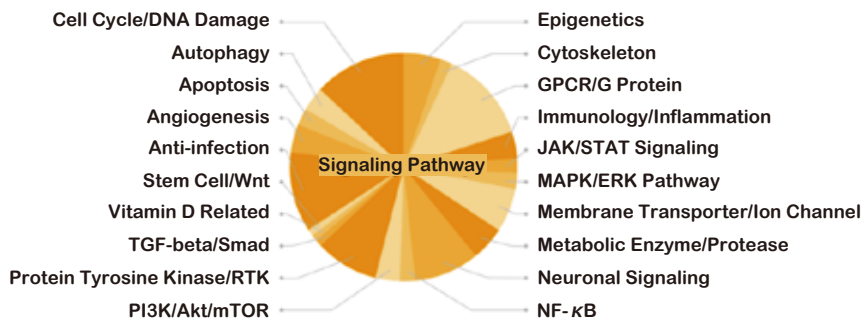 Cell Cycle/DNA Damage
Autophagy
Apoptosis
Angiogenesis
Anti-infection
Stem Cell/Wnt
Vitamin D Related
TGF-beta/Smad
Protein Tyrosine Kinase/RTK
PI3K/Akt/mTOR
Signaling Pathway
Epigenetics
Cytoskeleton
GPCR/G Protein
Immunology/Inflammation
JAK/STAT Signaling
MAPK/ERK Pathway
Membrane Transporter/Ion Channel
Metabolic Enzyme/Protease
Neuronal Signaling
NF-κB